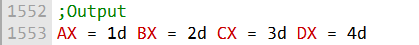 1552 ;Output
1553 AX = 1d BX = 2d CX = 3d DX = 4d